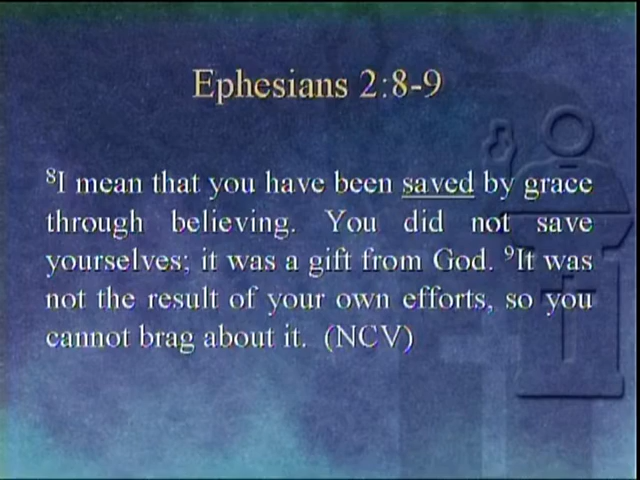 Ephesians 2:8-9
⁸I mean that you have been saved by grace
through believing. You did not save
yourselves; it was a gift from God. ⁹It was
not the result of your own efforts, so you
cannot brag about it. (NCV)